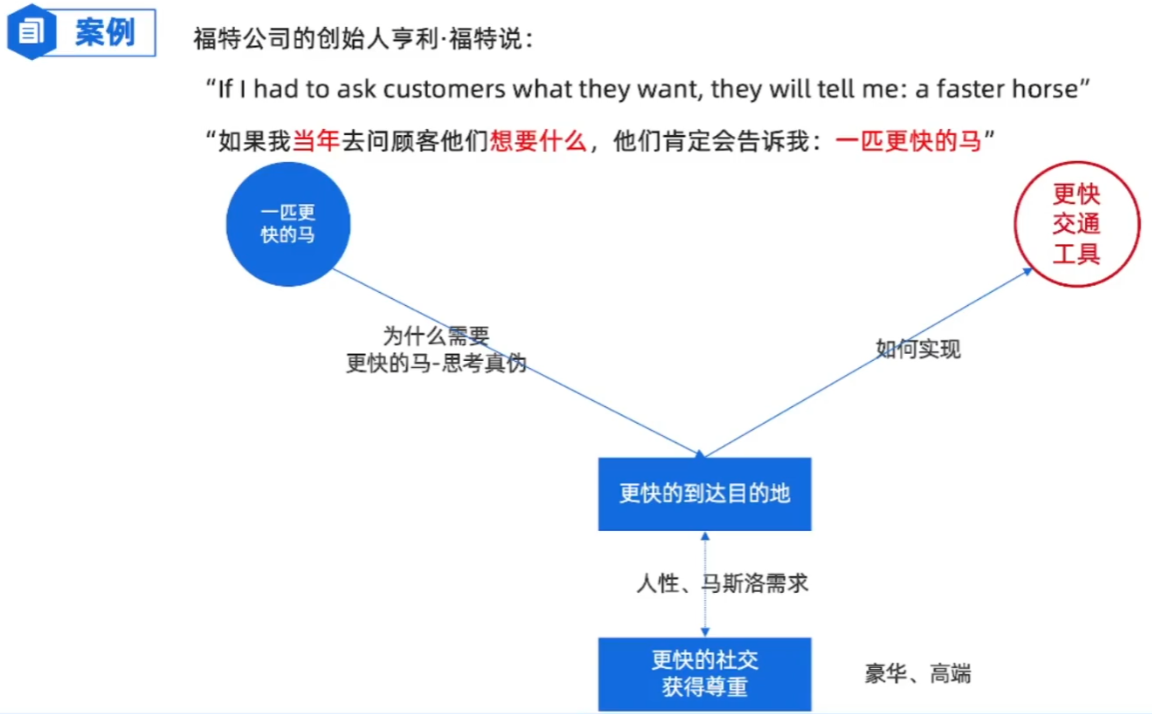 案例
福特公司的创始人亨利·福特说：
“If I had to ask customers what they want, they will tell me: a faster horse”
“如果我当年去问顾客他们想要什么，他们肯定会告诉我：一匹更快的马”
一匹更
快的马
更快
交通
工具
为什么需要
更快的马-思考真伪
如何实现
更快的到达目的地
人性、马斯洛需求
更快的社交
获得尊重
豪华、高端